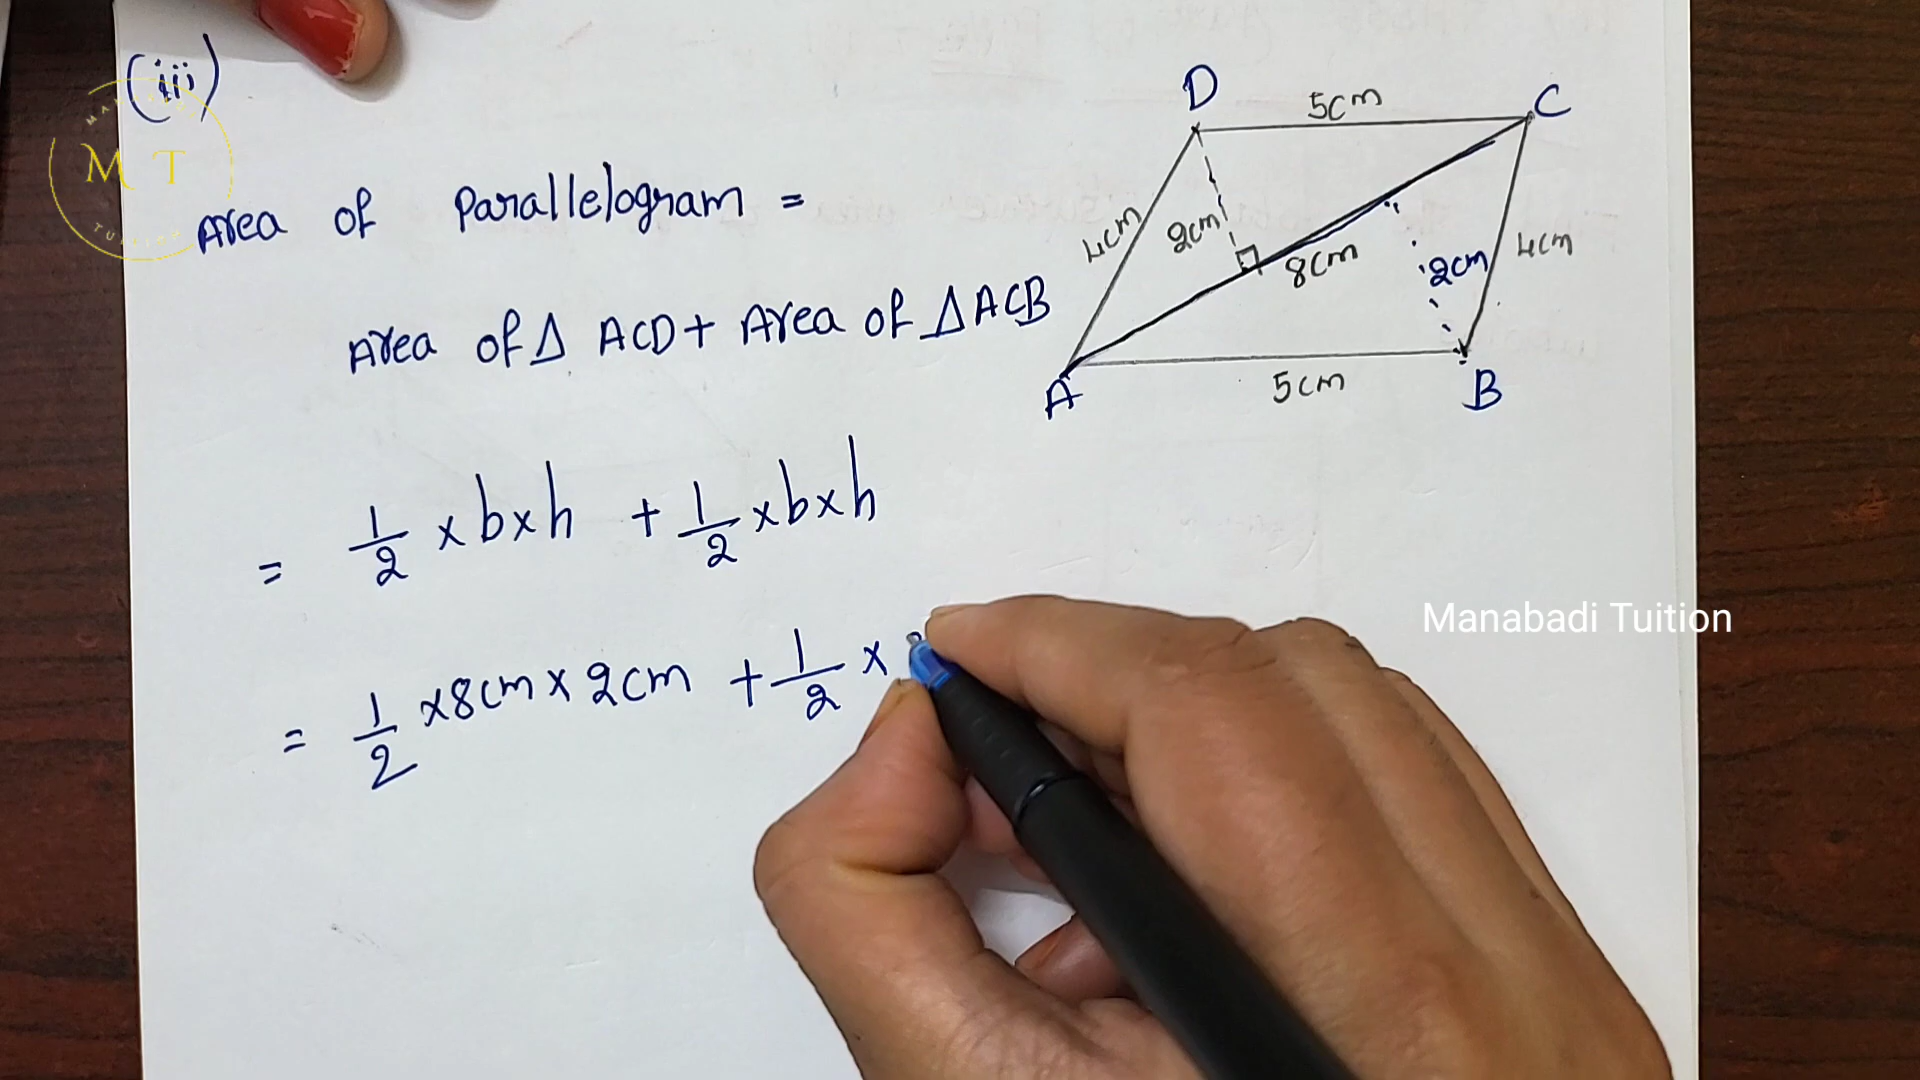 (iii)
M T
Area of Parallelogram =
Area of Δ ACD + Area of Δ ACB
= 1/2 × b × h + 1/2 × b × h
= 1/2 × 8cm × 2cm + 1/2 ×
D
5cm
C
4cm
2cm
8cm
2cm
4cm
A
5cm
B
Manabadi Tuition